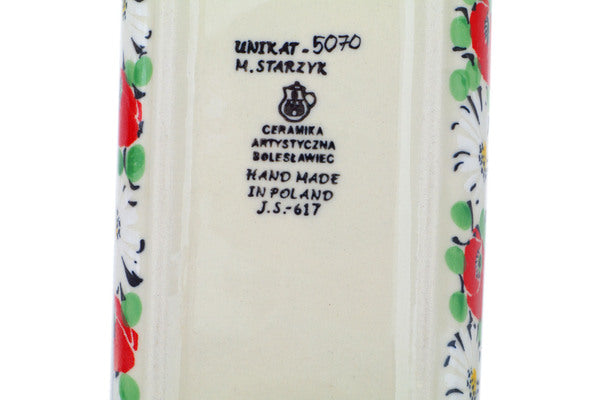 UNIKAT-5070
M. STARZYK
CERAMIKA
ARTYSTYCZNA
BOLESŁAWIEC
HAND MADE
IN POLAND
J.S.-617